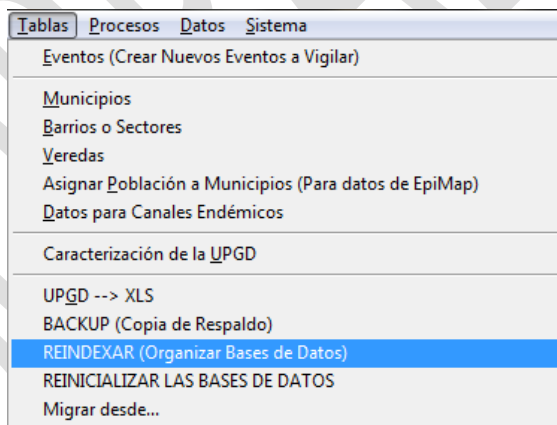 Tablas Procesos Datos Sistema
Eventos (Crear Nuevos Eventos a Vigilar)
Municipios
Barrios o Sectores
Veredas
Asignar Población a Municipios (Para datos de EpiMap)
Datos para Canales Endémicos
Caracterización de la UPGD
UPGD --> XLS
BACKUP (Copia de Respaldo)
REINDEXAR (Organizar Bases de Datos)
REINICIALIZAR LAS BASES DE DATOS
Migrar desde...